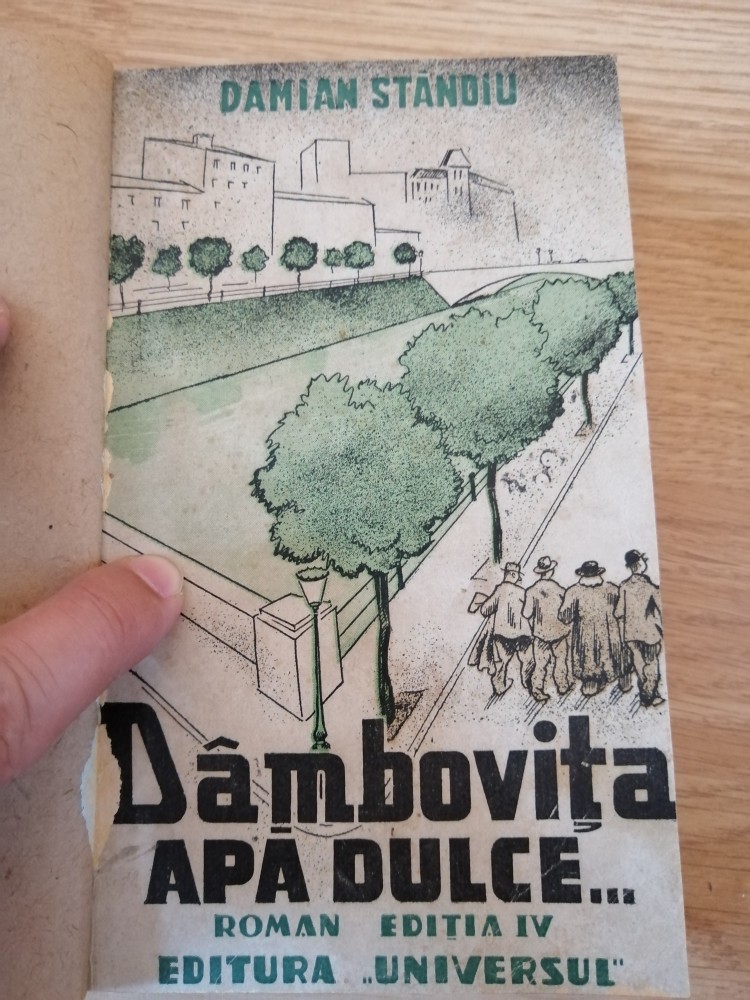 DAMIAN STĂNOIU
Dâmbovița
APĂ DULCE...
ROMAN EDIȚIA IV
EDITURA „UNIVERSUL"